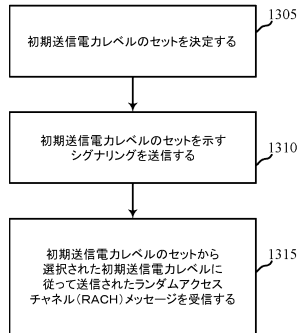 1305
初期送信電力レベルのセットを決定する
初期送信電力レベルのセットを示す
シグナリングを送信する
1310
初期送信電力レベルのセットから
選択された初期送信電力レベルに
従って送信されたランダムアクセス
チャネル(RACH)メッセージを受信する
1315